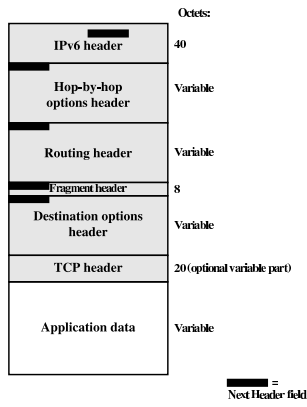 Octets:
IPv6 header
40
Hop-by-hop
options header
Variable
Routing header
Variable
Fragment header
8
Destination options
header
Variable
TCP header
20 (optional variable part)
Application data
Variable
=
Next Header field